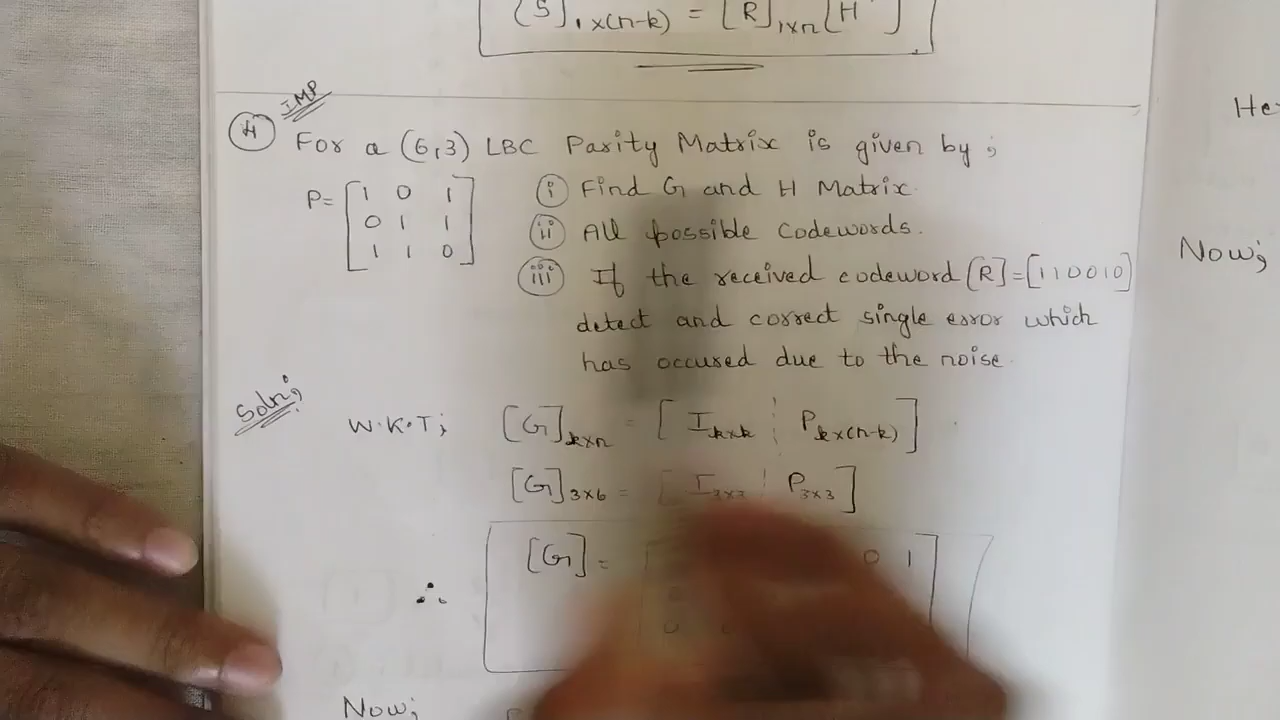 [S]1×(n-k) = [R]1×n [H ]
IMP
4 For a (6,3) LBC Parity Matrix is given by ;
P= [1 0 1
0 1 1
1 1 0]
i Find G and H Matrix.
ii All possible Codewords.
iii If the received codeword [R]=[110010]
detect and correct single error which
has occured due to the noise.
Soln;
W.K.T; [G]k×n = [ Ik×k ⋮ Pk×(n-k) ]
[G]3×6 = [ I3×3 ⋮ P3×3 ]
∴ [G] = 0 1 ]
Now;
He
Now;